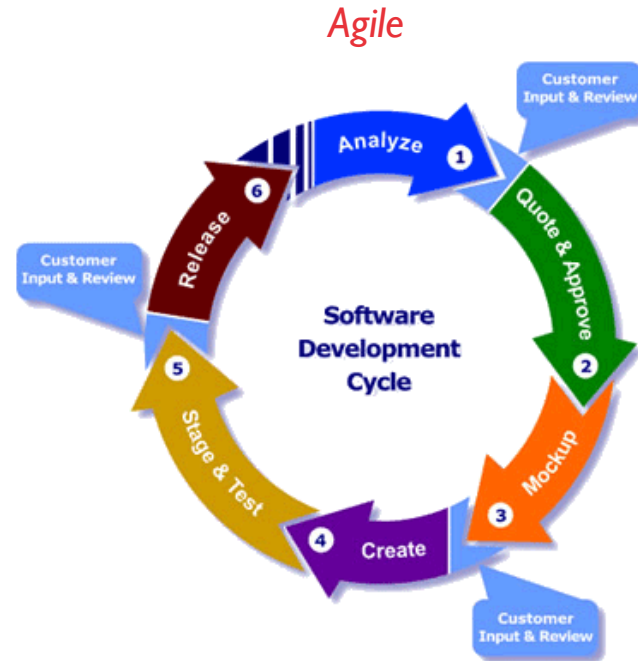 Agile
Customer
Input & Review
Analyze
1
Quote & Approve
2
Mockup
3
Customer
Input & Review
Create
4
Stage & Test
5
Customer
Input & Review
Release
6
Software
Development
Cycle